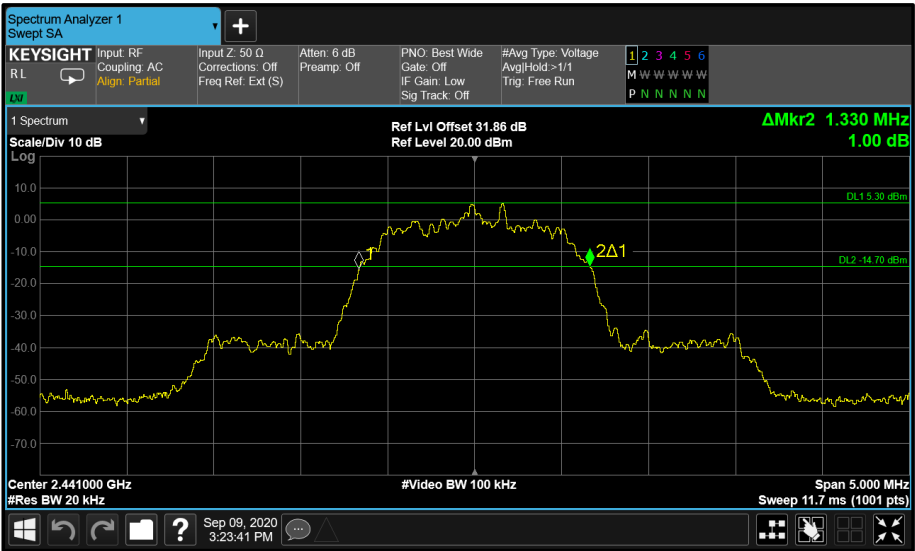 Spectrum Analyzer 1
Swept SA
+
KEYSIGHT Input: RF Input Z: 50 Ω Atten: 6 dB PNO: Best Wide #Avg Type: Voltage 1 2 3 4 5 6
RL Coupling: AC Corrections: Off Preamp: Off Gate: Off Avg|Hold:>1/1 M W W W W W
Align: Partial Freq Ref: Ext (S) IF Gain: Low Trig: Free Run
LXI Sig Track: Off P N N N N N
1 Spectrum
Ref Lvl Offset 31.86 dB ΔMkr2 1.330 MHz
Scale/Div 10 dB Ref Level 20.00 dBm 1.00 dB
Log
10.0
DL1 5.30 dBm
0.00
-10.0
1
2Δ1
DL2 -14.70 dBm
-20.0
-30.0
-40.0
-50.0
-60.0
-70.0
Center 2.441000 GHz #Video BW 100 kHz Span 5.000 MHz
#Res BW 20 kHz Sweep 11.7 ms (1001 pts)
? Sep 09, 2020
3:23:41 PM